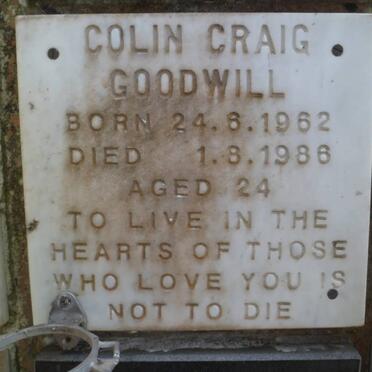 COLIN CRAIG
GOODWILL
BORN 24.6.1962
DIED 1.8.1986
AGED 24
TO LIVE IN THE
HEARTS OF THOSE
WHO LOVE YOU IS
NOT TO DIE